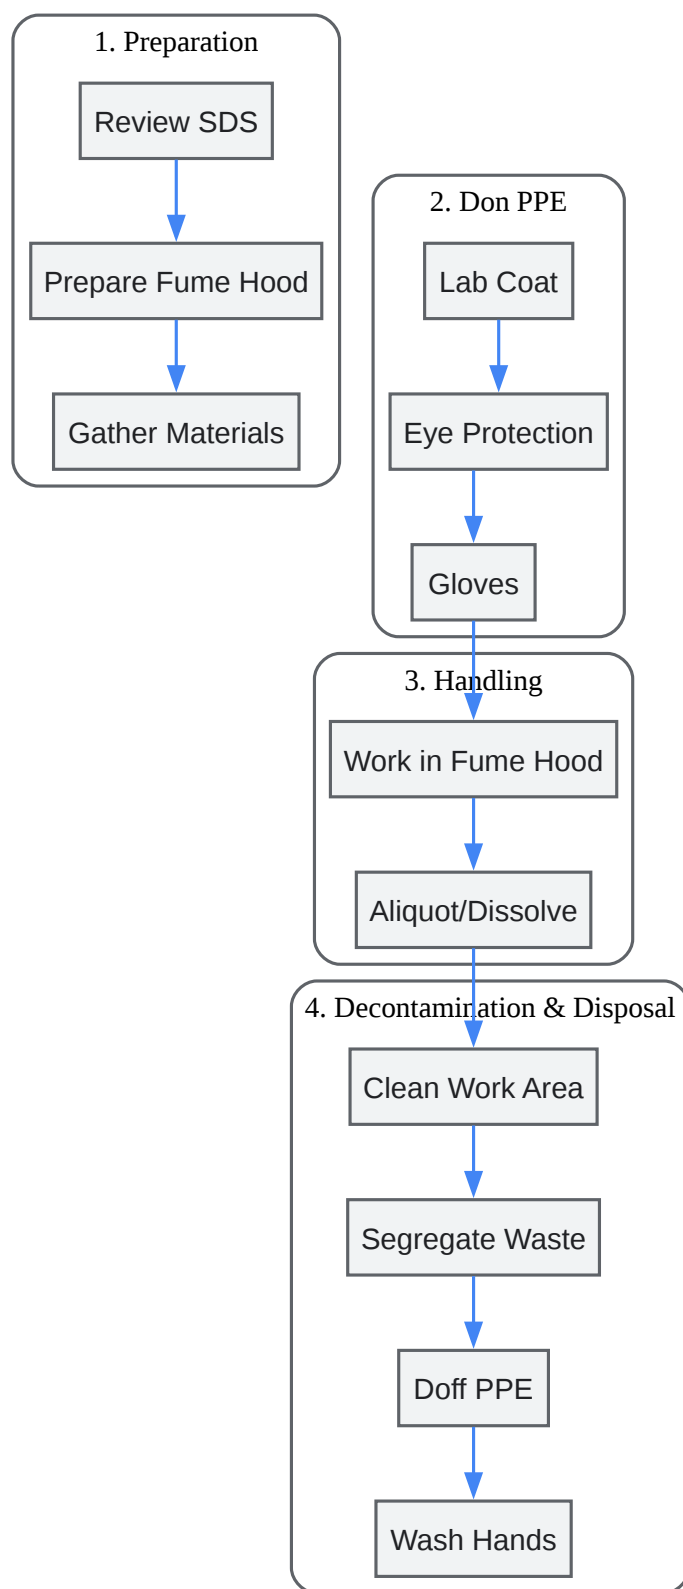 1. Preparation
Review SDS
Prepare Fume Hood
Gather Materials
2. Don PPE
Lab Coat
Eye Protection
Gloves
3. Handling
Work in Fume Hood
Aliquot/Dissolve
4. Decontamination & Disposal
Clean Work Area
Segregate Waste
Doff PPE
Wash Hands